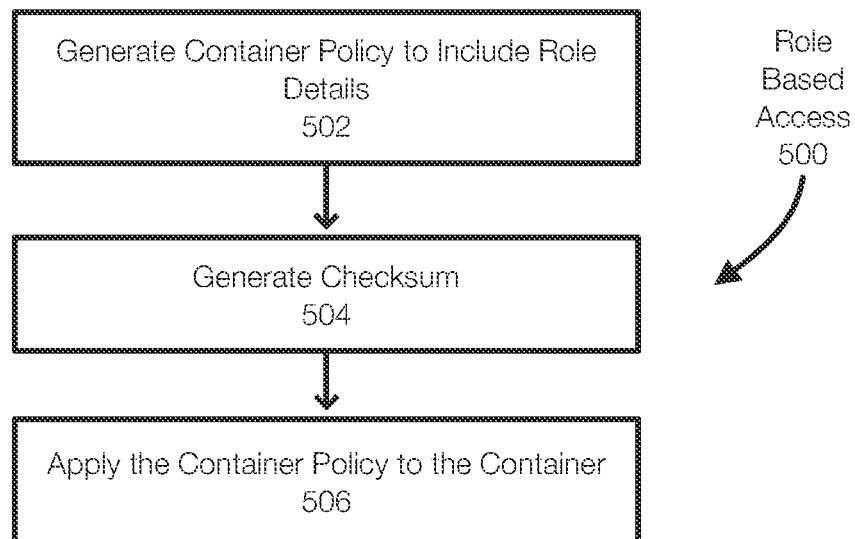 Generate Container Policy to Include Role
Details
502
Role
Based
Access
500
Generate Checksum
504
Apply the Container Policy to the Container
506